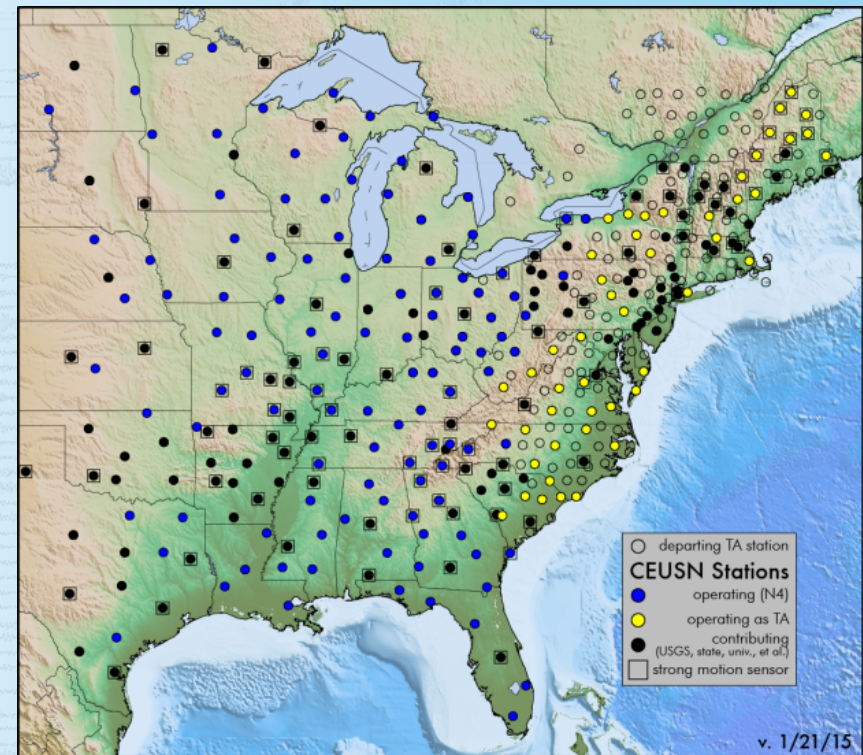 departing TA station
CEUSN Stations
operating (N4)
operating as TA
contributing
(USGS, state, univ., et al.)
strong motion sensor
v. 1/21/15